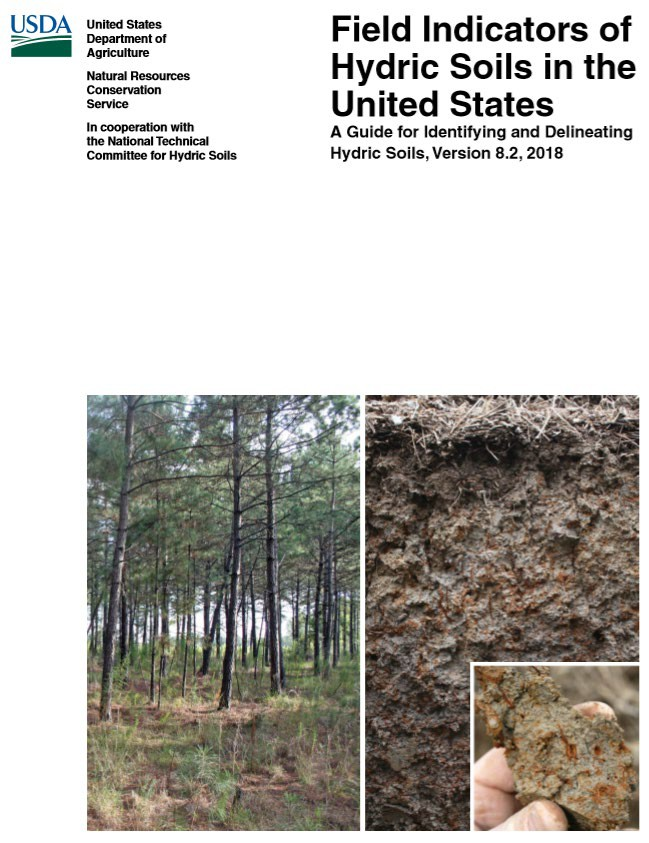 USDA
United States
Department of
Agriculture
Natural Resources
Conservation
Service
In cooperation with
the National Technical
Committee for Hydric Soils
Field Indicators of
Hydric Soils in the
United States
A Guide for Identifying and Delineating
Hydric Soils, Version 8.2, 2018